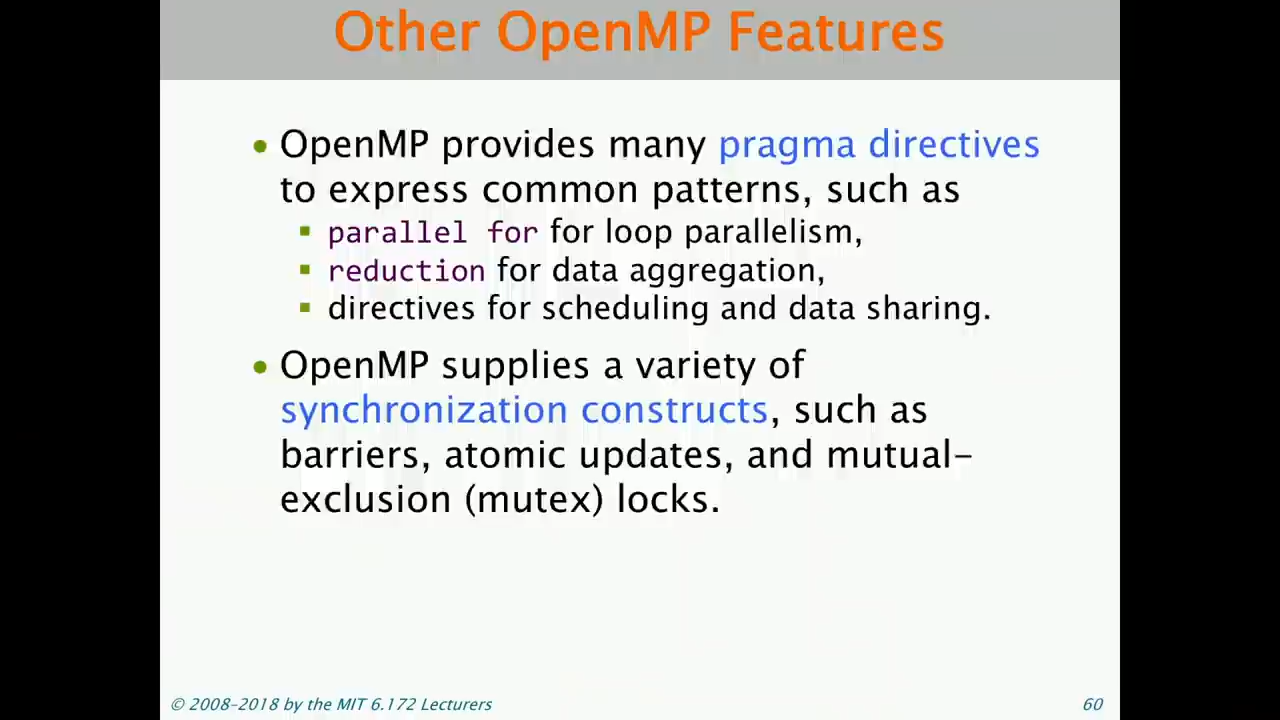 Other OpenMP Features
• OpenMP provides many pragma directives
to express common patterns, such as
▪ parallel for for loop parallelism,
▪ reduction for data aggregation,
▪ directives for scheduling and data sharing.
• OpenMP supplies a variety of
synchronization constructs, such as
barriers, atomic updates, and mutual-
exclusion (mutex) locks.
© 2008–2018 by the MIT 6.172 Lecturers
60